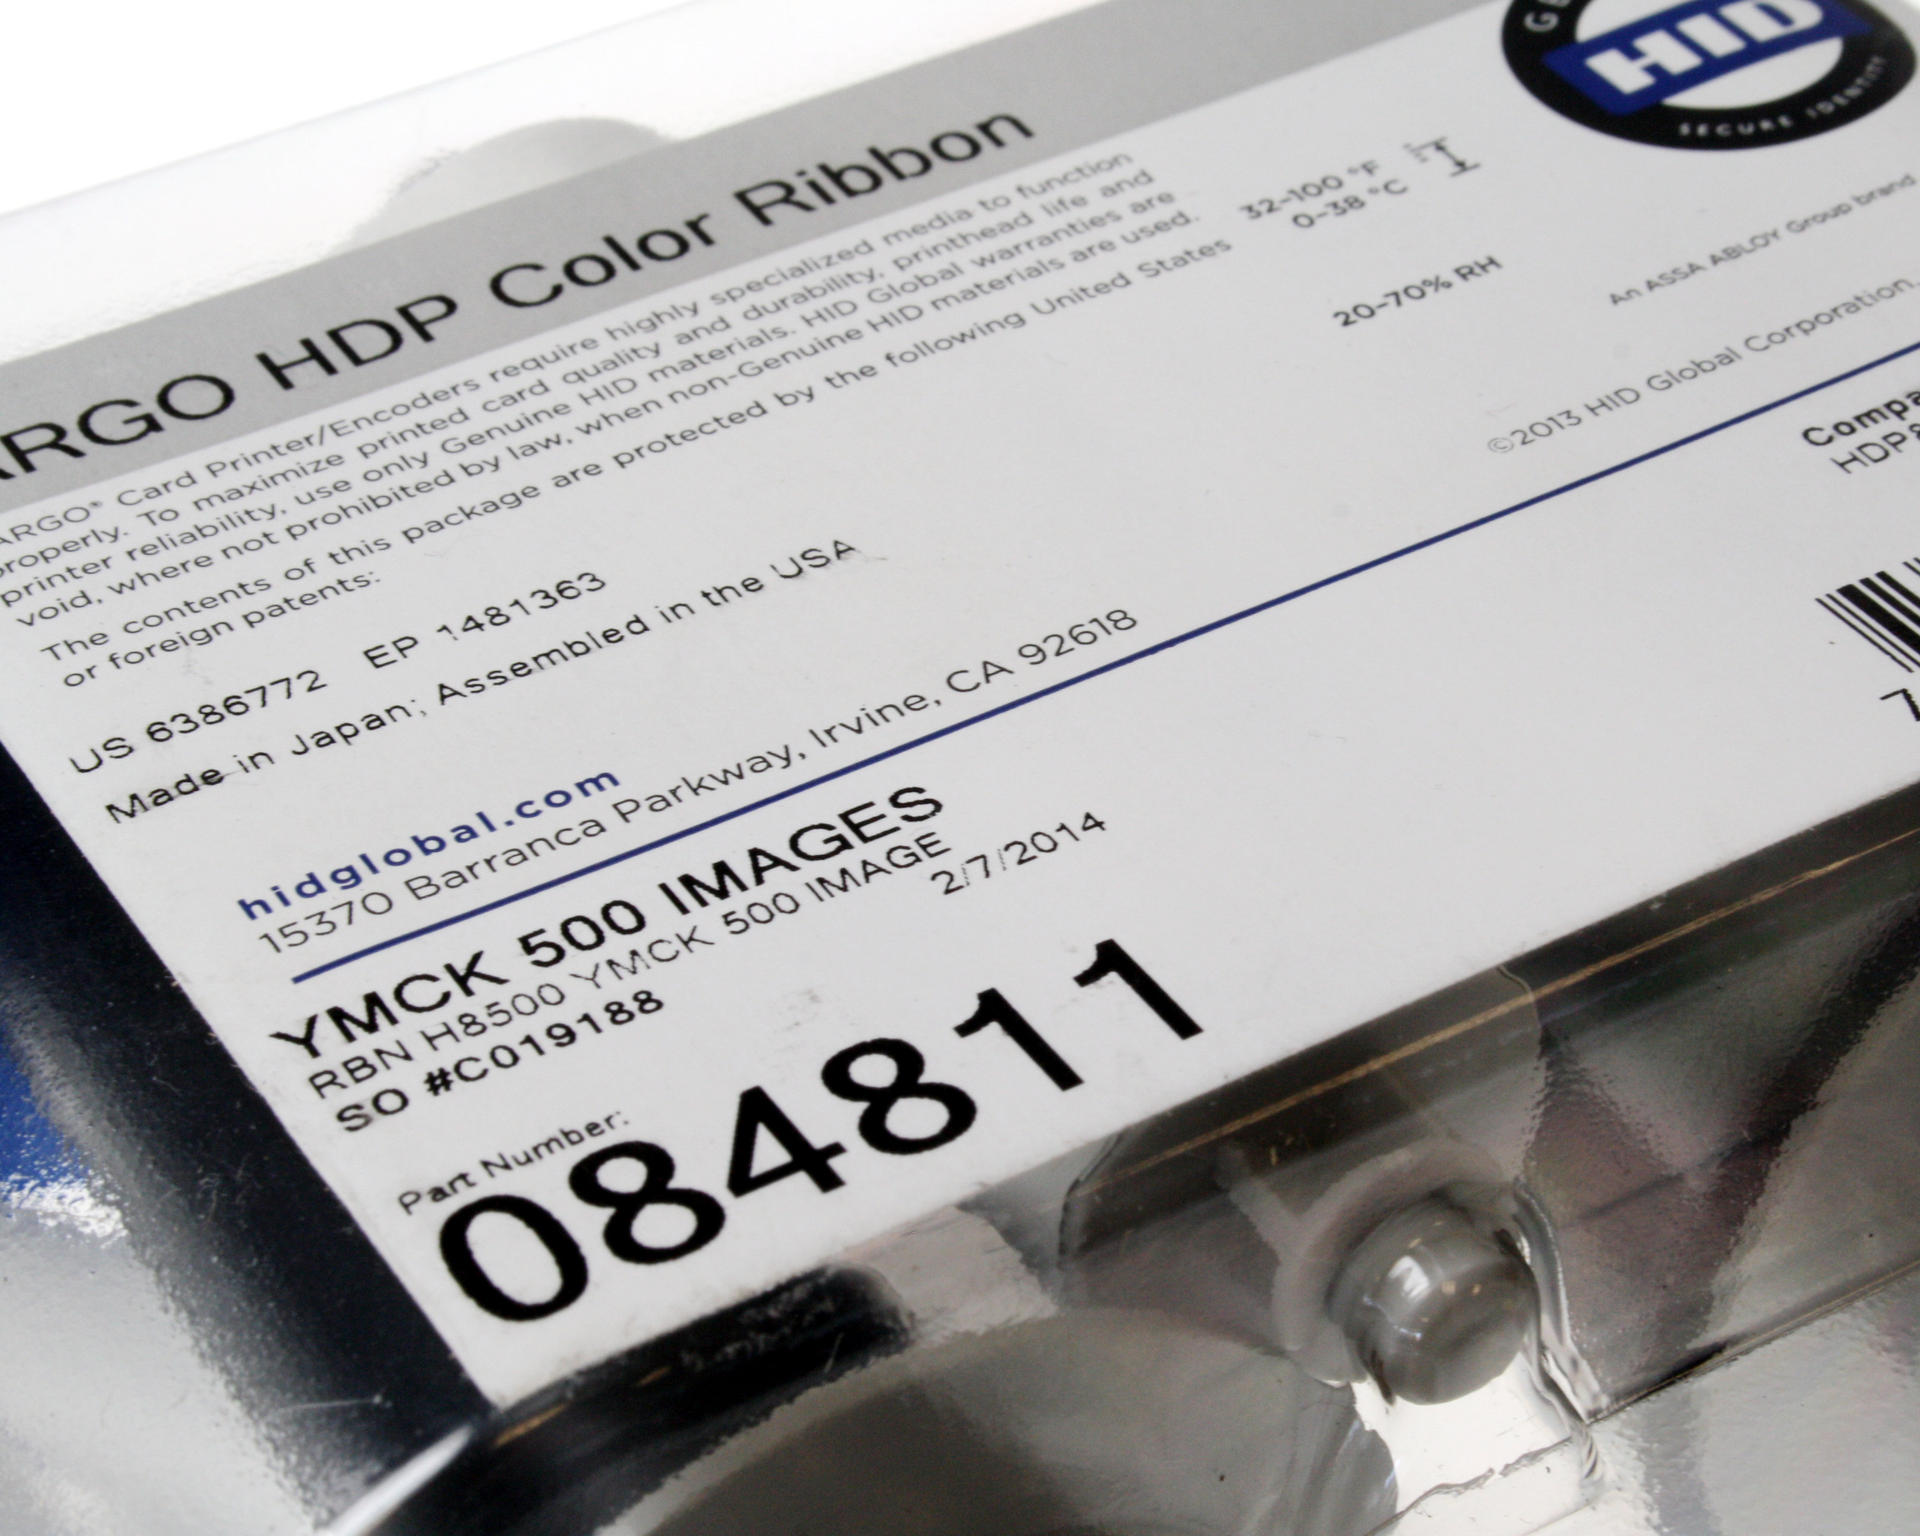 ARGO HDP Color Ribbon
HID
SECURE IDENTITY
ARGO® Card Printer/Encoders require highly specialized media to function
properly. To maximize printed card quality and durability, printhead life and
printer reliability, use only Genuine HID materials. HID Global warranties are
void, where not prohibited by law, when non-Genuine HID materials are used.
The contents of this package are protected by the following United States
or foreign patents:
32-100 °F
0-38 °C
20-70% RH
US 6386772 EP 1481363
Made in Japan; Assembled in the USA
An ASSA ABLOY Group brand
©2013 HID Global Corporation.
hidglobal.com
15370 Barranca Parkway, Irvine, CA 92618
YMCK 500 IMAGES
RBN H8500 YMCK 500 IMAGE
2/7/2014
SO #C019188
Part Number:
084811
Compa
HDP8
7